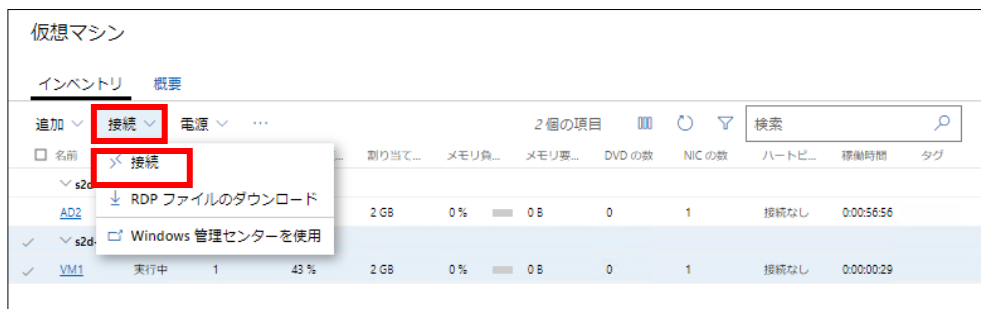 仮想マシン
インベントリ 概要
追加 接続 電源 ... 2 個の項目 検索
名前 割り当て... メモリ負... メモリ要... DVD の数 NIC の数 ハートビ... 稼働時間 タグ
接続
s2d
RDP ファイルのダウンロード
AD2 2 GB 0 % 0 B 0 1 接続なし 0:00:56:56
Windows 管理センターを使用
s2d-
VM1 実行中 1 43 % 2 GB 0 % 0 B 0 1 接続なし 0:00:00:29